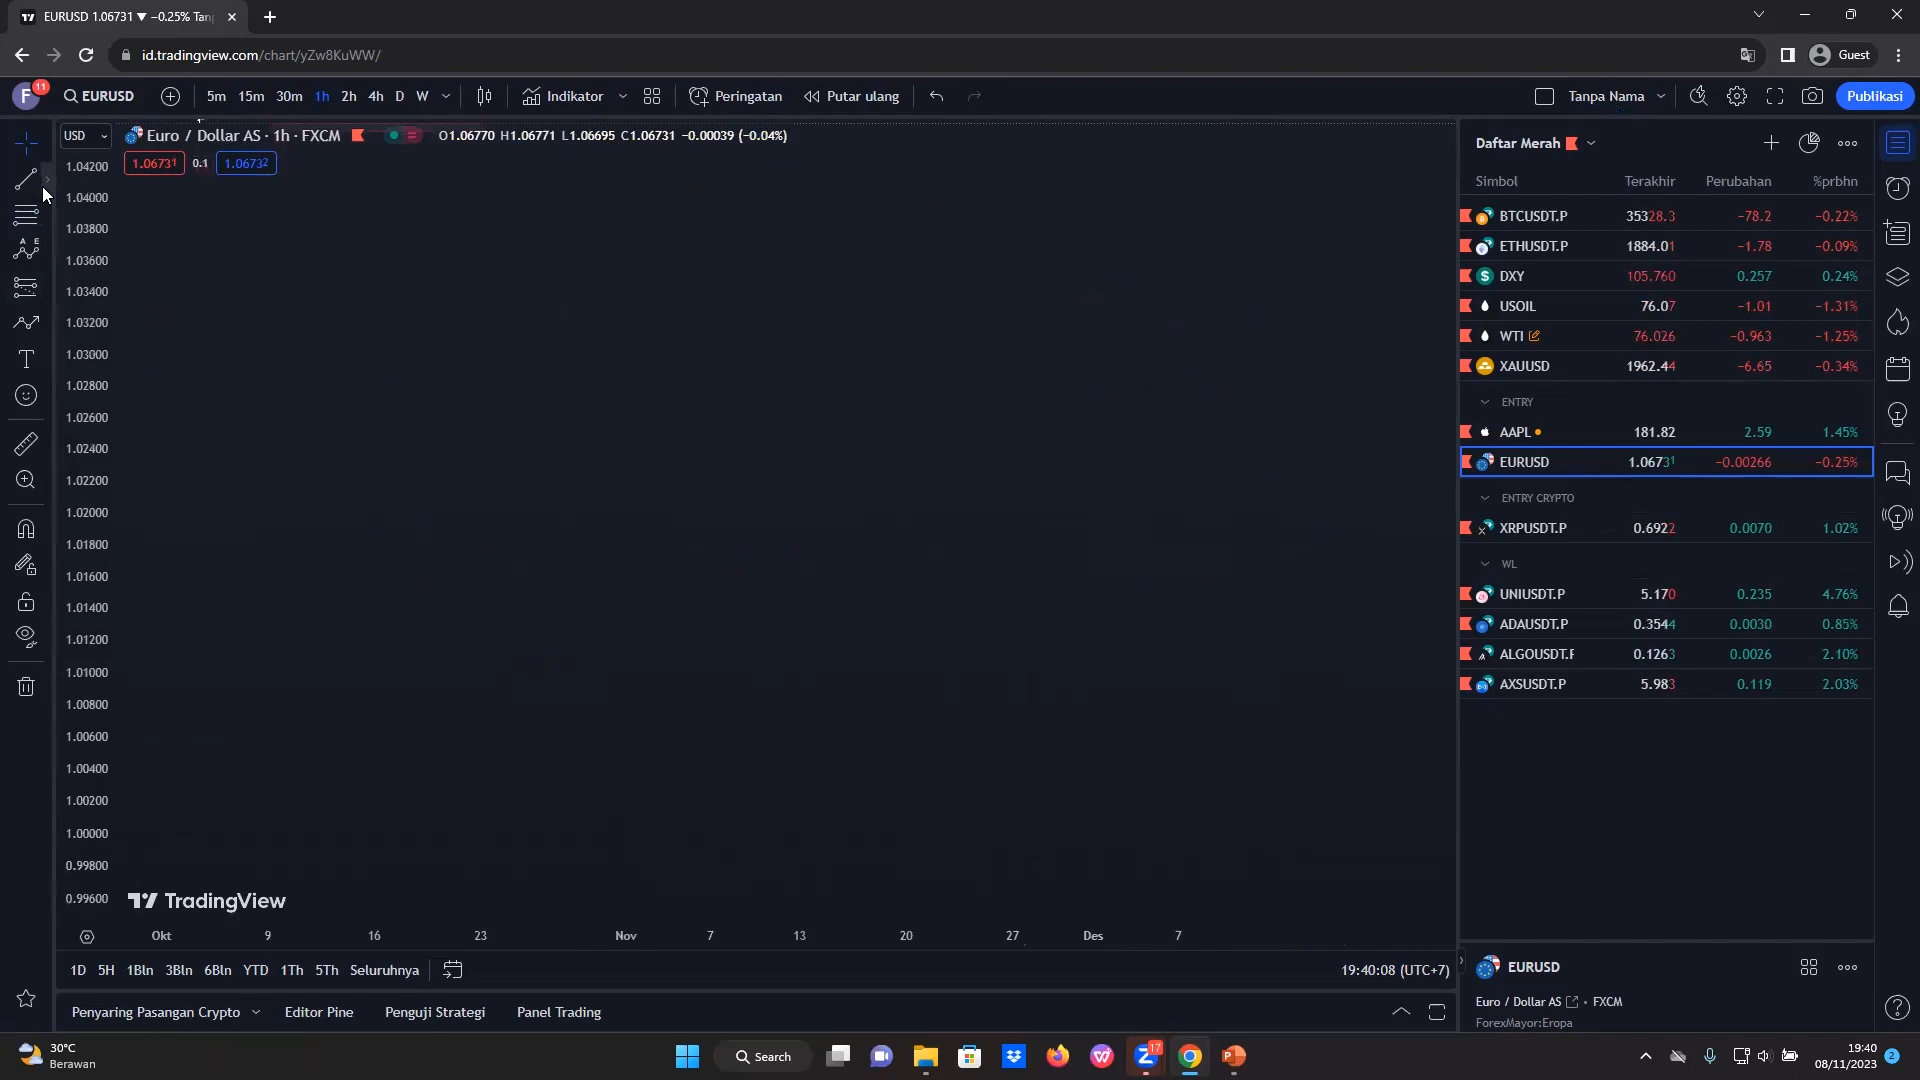 EURUSD 1.06731 ▼ −0.25% Tan
id.tradingview.com/chart/yZw8KuWW/
Guest
F 11
EURUSD
5m 15m 30m 1h 2h 4h D W
Indikator
Peringatan
Putar ulang
Tanpa Nama
Publikasi
USD
Euro / Dollar AS · 1h · FXCM
O1.06770 H1.06771 L1.06695 C1.06731 −0.00039 (−0.04%)
1.06731 0.1 1.06732
1.04200
1.04000
1.03800
1.03600
1.03400
1.03200
1.03000
1.02800
1.02600
1.02400
1.02200
1.02000
1.01800
1.01600
1.01400
1.01200
1.01000
1.00800
1.00600
1.00400
1.00200
1.00000
0.99800
0.99600
TradingView
Okt 9 16 23 Nov 7 13 20 27 Des 7
1D 5H 1Bln 3Bln 6Bln YTD 1Th 5Th Seluruhnya
19:40:08 (UTC+7)
Penyaring Pasangan Crypto
Editor Pine
Penguji Strategi
Panel Trading
Daftar Merah
Simbol Terakhir Perubahan %prbhn
BTCUSDT.P 35328.3 −78.2 −0.22%
ETHUSDT.P 1884.01 −1.78 −0.09%
DXY 105.760 0.257 0.24%
USOIL 76.07 −1.01 −1.31%
WTI 76.026 −0.963 −1.25%
XAUUSD 1962.44 −6.65 −0.34%
ENTRY
AAPL 181.82 2.59 1.45%
EURUSD 1.06731 −0.00266 −0.25%
ENTRY CRYPTO
XRPUSDT.P 0.6922 0.0070 1.02%
WL
UNIUSDT.P 5.170 0.235 4.76%
ADAUSDT.P 0.3544 0.0030 0.85%
ALGOUSDT.F 0.1263 0.0026 2.10%
AXSUSDT.P 5.983 0.119 2.03%
EURUSD
Euro / Dollar AS • FXCM
ForexMayor:Eropa
30°C
Berawan
Search
17
19:40
08/11/2023
2